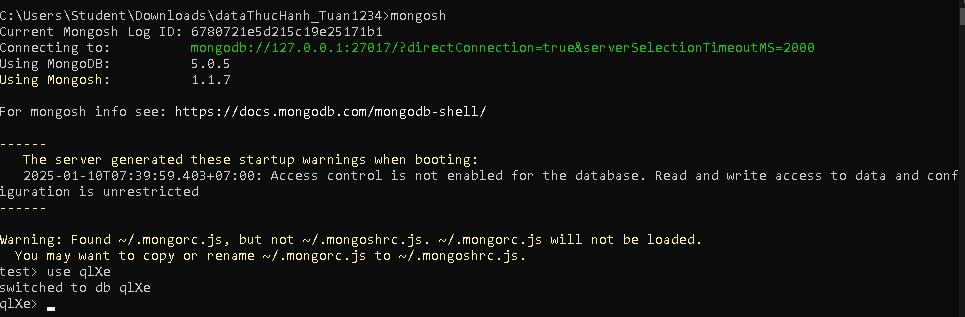 C:\Users\Student\Downloads\dataThucHanh_Tuan1234>mongosh
Current Mongosh Log ID: 6780721e5d215c19e25171b1
Connecting to:          mongodb://127.0.0.1:27017/?directConnection=true&serverSelectionTimeoutMS=2000
Using MongoDB:          5.0.5
Using Mongosh:          1.1.7
For mongosh info see: https://docs.mongodb.com/mongodb-shell/
------
   The server generated these startup warnings when booting:
   2025-01-10T07:39:59.403+07:00: Access control is not enabled for the database. Read and write access to data and conf
iguration is unrestricted
------
Warning: Found ~/.mongorc.js, but not ~/.mongoshrc.js. ~/.mongorc.js will not be loaded.
  You may want to copy or rename ~/.mongorc.js to ~/.mongoshrc.js.
test> use qlXe
switched to db qlXe
qlXe>